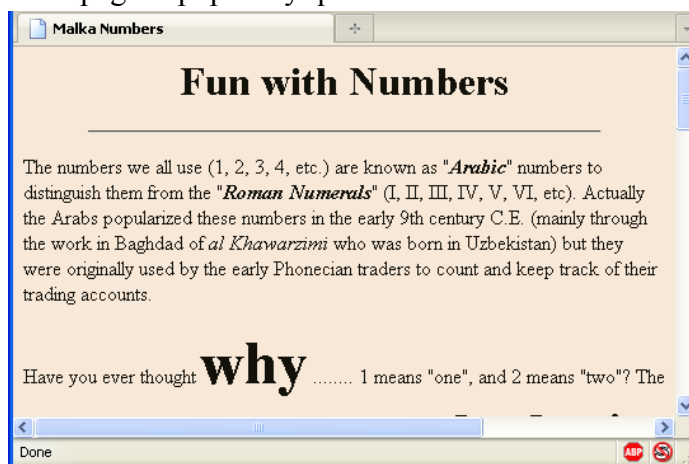 Malka Numbers
Fun with Numbers
The numbers we all use (1, 2, 3, 4, etc.) are known as "Arabic" numbers to
distinguish them from the "Roman Numerals" (I, II, III, IV, V, VI, etc). Actually
the Arabs popularized these numbers in the early 9th century C.E. (mainly through
the work in Baghdad of al Khawarzimi who was born in Uzbekistan) but they
were originally used by the early Phonecian traders to count and keep track of their
trading accounts.
Have you ever thought why ........ 1 means "one", and 2 means "two"? The
Done
ABP